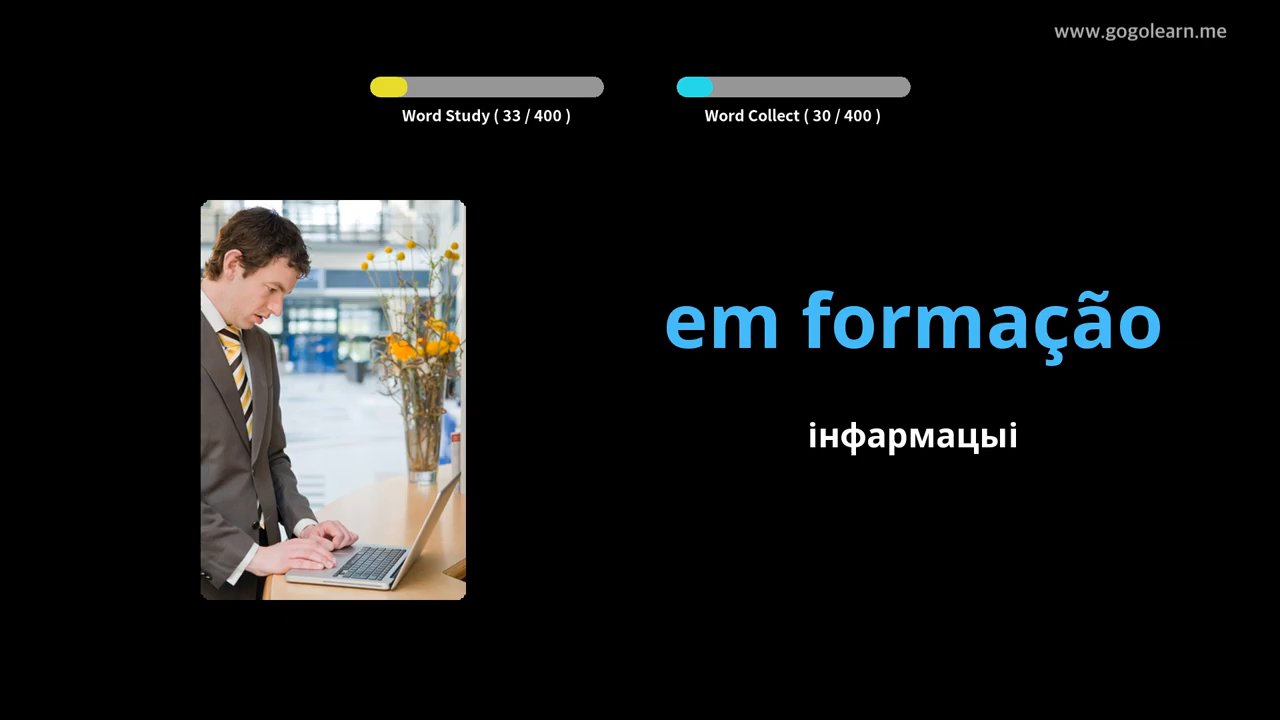 www.gogolearn.me
Word Study ( 33 / 400 )
Word Collect ( 30 / 400 )
em formação
інфармацыі